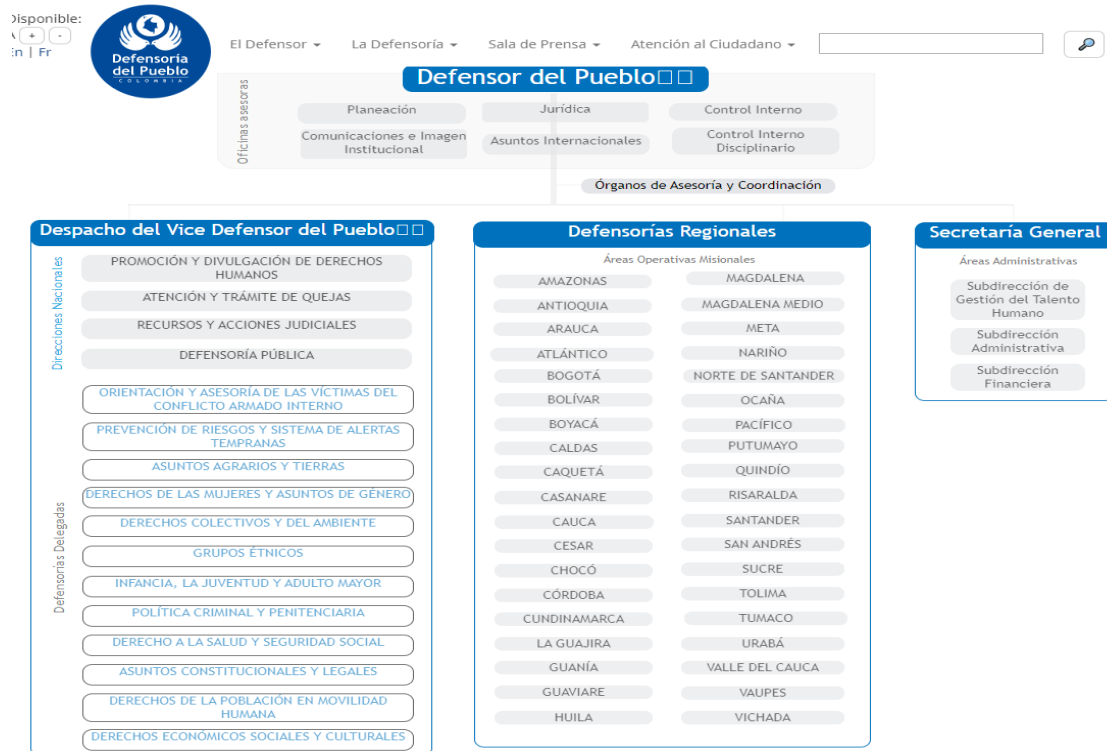 Disponible:
+ -
En | Fr
Defensoría
del Pueblo
COLOMBIA
El Defensor
La Defensoría
Sala de Prensa
Atención al Ciudadano
Defensor del Pueblo
Oficinas asesoras
Planeación
Jurídica
Control Interno
Comunicaciones e Imagen
Institucional
Asuntos Internacionales
Control Interno
Disciplinario
Órganos de Asesoría y Coordinación
Despacho del Vice Defensor del Pueblo
Direcciones Nacionales
PROMOCIÓN Y DIVULGACIÓN DE DERECHOS
HUMANOS
ATENCIÓN Y TRÁMITE DE QUEJAS
RECURSOS Y ACCIONES JUDICIALES
DEFENSORÍA PÚBLICA
Defensorías Delegadas
ORIENTACIÓN Y ASESORÍA DE LAS VÍCTIMAS DEL
CONFLICTO ARMADO INTERNO
PREVENCIÓN DE RIESGOS Y SISTEMA DE ALERTAS
TEMPRANAS
ASUNTOS AGRARIOS Y TIERRAS
DERECHOS DE LAS MUJERES Y ASUNTOS DE GÉNERO
DERECHOS COLECTIVOS Y DEL AMBIENTE
GRUPOS ÉTNICOS
INFANCIA, LA JUVENTUD Y ADULTO MAYOR
POLÍTICA CRIMINAL Y PENITENCIARIA
DERECHO A LA SALUD Y SEGURIDAD SOCIAL
ASUNTOS CONSTITUCIONALES Y LEGALES
DERECHOS DE LA POBLACIÓN EN MOVILIDAD
HUMANA
DERECHOS ECONÓMICOS SOCIALES Y CULTURALES
Defensorías Regionales
Áreas Operativas Misionales
AMAZONAS
ANTIOQUIA
ARAUCA
ATLÁNTICO
BOGOTÁ
BOLÍVAR
BOYACÁ
CALDAS
CAQUETÁ
CASANARE
CAUCA
CESAR
CHOCÓ
CÓRDOBA
CUNDINAMARCA
LA GUAJIRA
GUANÍA
GUAVIARE
HUILA
MAGDALENA
MAGDALENA MEDIO
META
NARIÑO
NORTE DE SANTANDER
OCAÑA
PACÍFICO
PUTUMAYO
QUINDÍO
RISARALDA
SANTANDER
SAN ANDRÉS
SUCRE
TOLIMA
TUMACO
URABÁ
VALLE DEL CAUCA
VAUPES
VICHADA
Secretaría General
Áreas Administrativas
Subdirección de
Gestión del Talento
Humano
Subdirección
Administrativa
Subdirección
Financiera